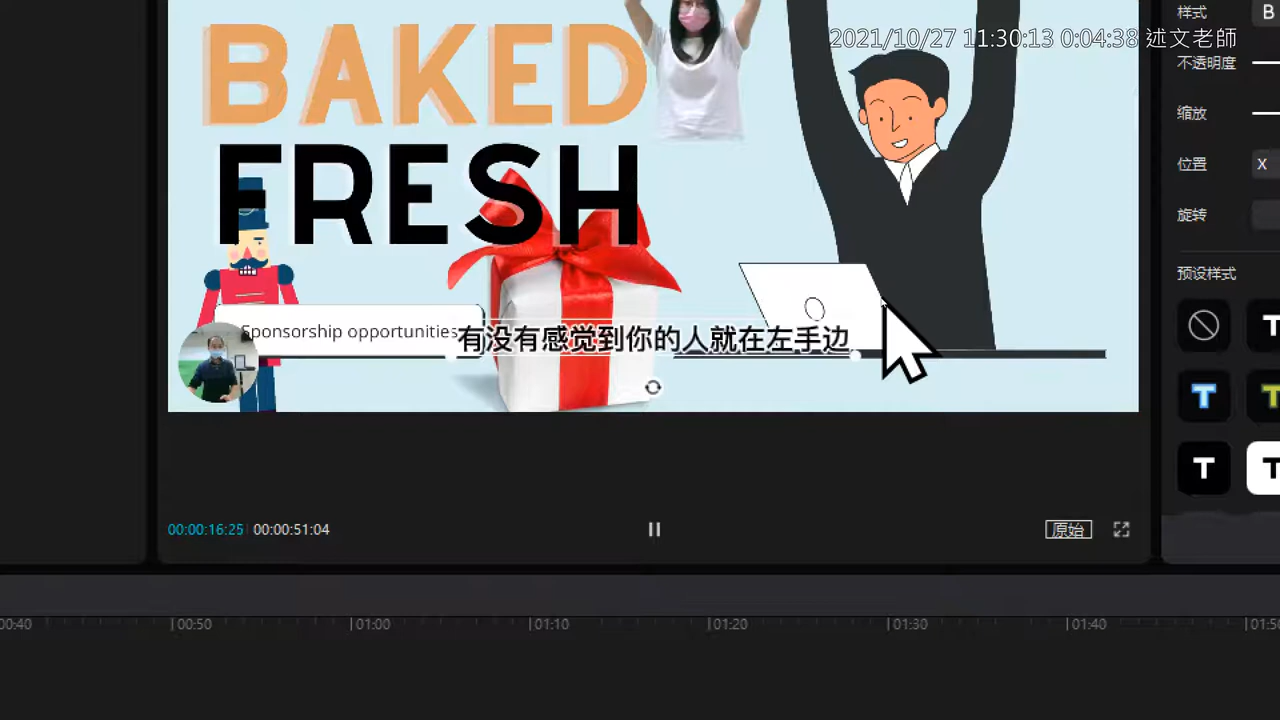 样式
B
2021/10/27 11:30:13 0:04:38 述文老師
不透明度
BAKED
FRESH
缩放
位置
X
旋转
预设样式
Sponsorship opportunities
有没有感觉到你的人就在左手边
T
T
T
T
T
00:00:16:25 00:00:51:04
原始
00:40 00:50 01:00 01:10 01:20 01:30 01:40 01:50